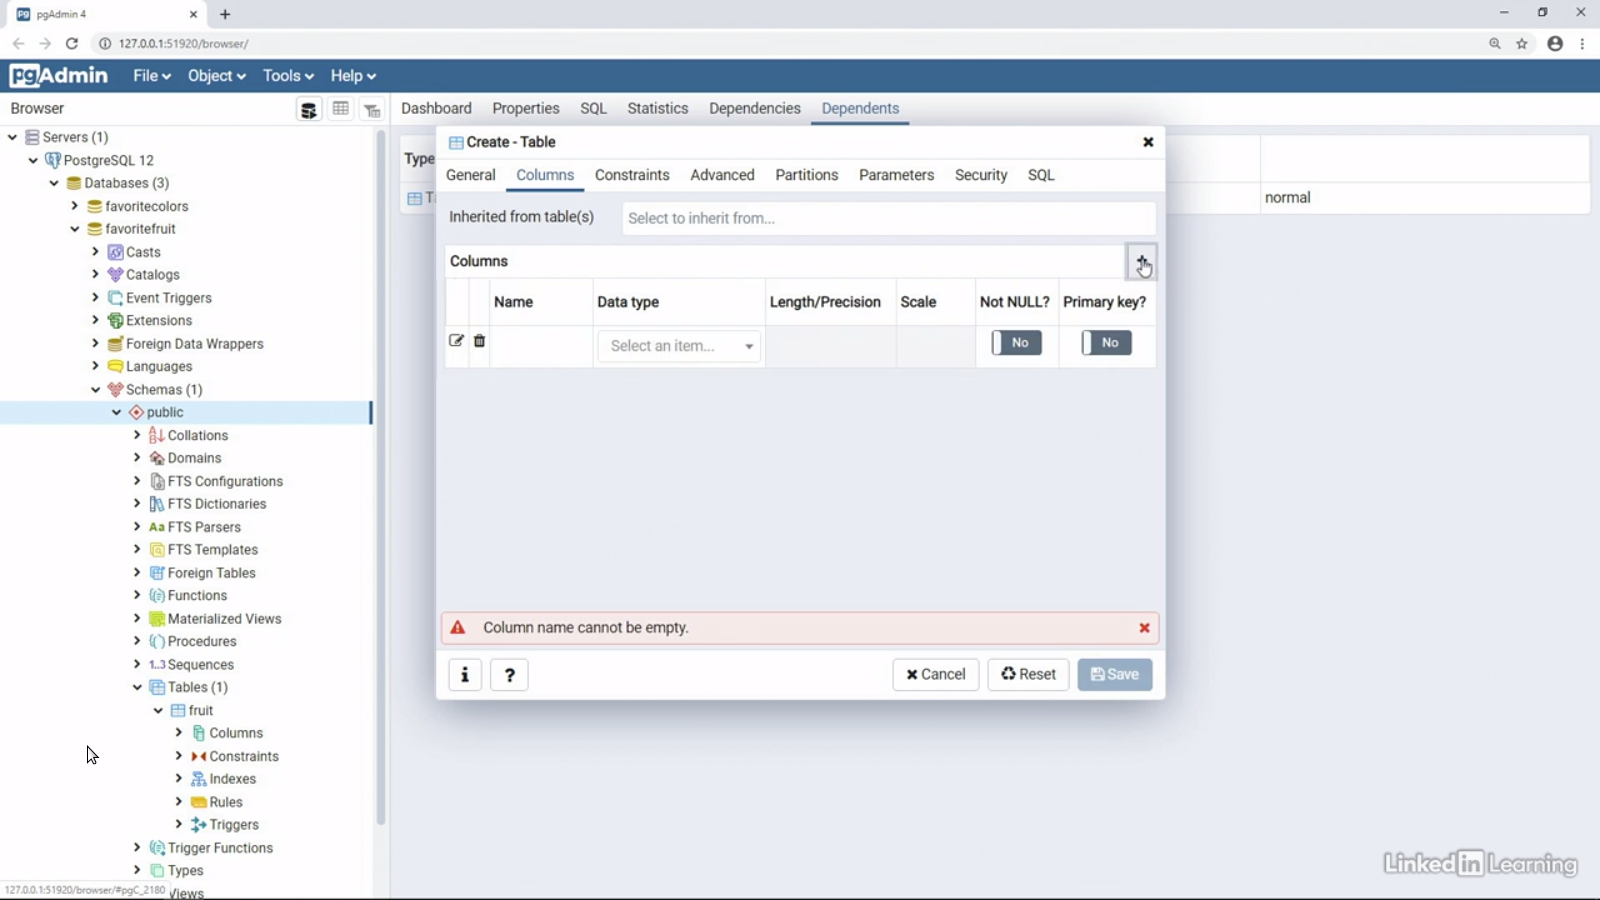 pgAdmin 4
127.0.0.1:51920/browser/
pgAdmin File Object Tools Help
Browser
Dashboard Properties SQL Statistics Dependencies Dependents
Servers (1)
PostgreSQL 12
Databases (3)
favoritecolors
favoritefruit
Casts
Catalogs
Event Triggers
Extensions
Foreign Data Wrappers
Languages
Schemas (1)
public
Collations
Domains
FTS Configurations
FTS Dictionaries
Aa FTS Parsers
FTS Templates
Foreign Tables
Functions
Materialized Views
Procedures
1..3 Sequences
Tables (1)
fruit
Columns
Constraints
Indexes
Rules
Triggers
Trigger Functions
Types
Views
127.0.0.1:51920/browser/#pgC_2180
Type
normal
Create - Table
General Columns Constraints Advanced Partitions Parameters Security SQL
Inherited from table(s) Select to inherit from...
Columns
Name Data type Length/Precision Scale Not NULL? Primary key?
Select an item... No No
Column name cannot be empty.
i ? Cancel Reset Save
Linked in Learning